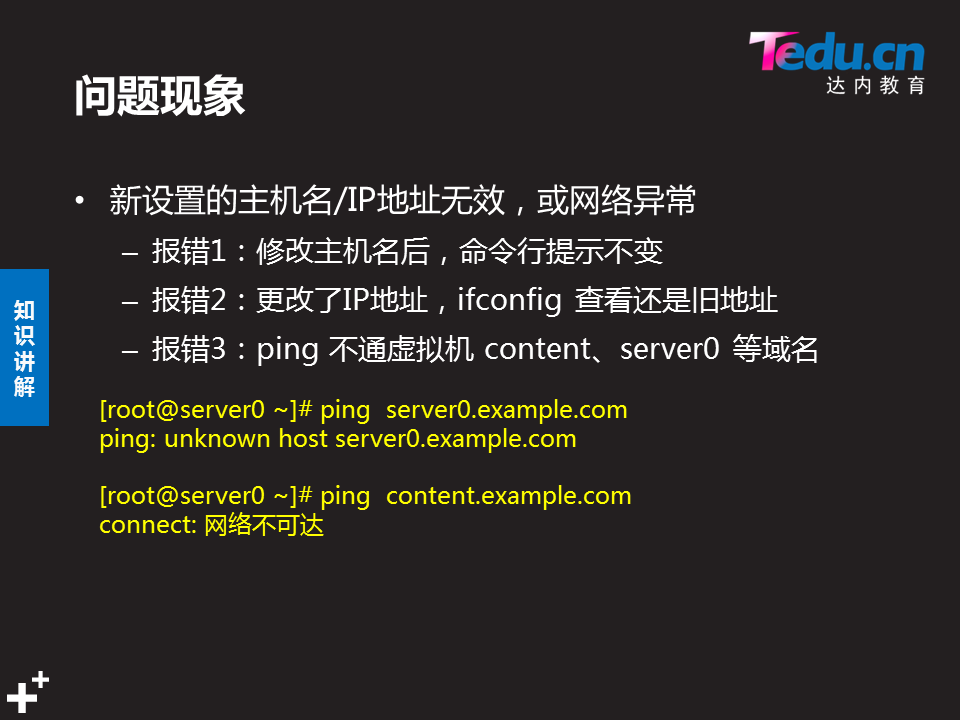 Tedu.cn
达内教育
问题现象
• 新设置的主机名/IP地址无效，或网络异常
– 报错1：修改主机名后，命令行提示不变
– 报错2：更改了IP地址，ifconfig 查看还是旧地址
– 报错3：ping 不通虚拟机 content、server0 等域名
知识讲解
[root@server0 ~]# ping  server0.example.com
ping: unknown host server0.example.com
[root@server0 ~]# ping  content.example.com
connect: 网络不可达